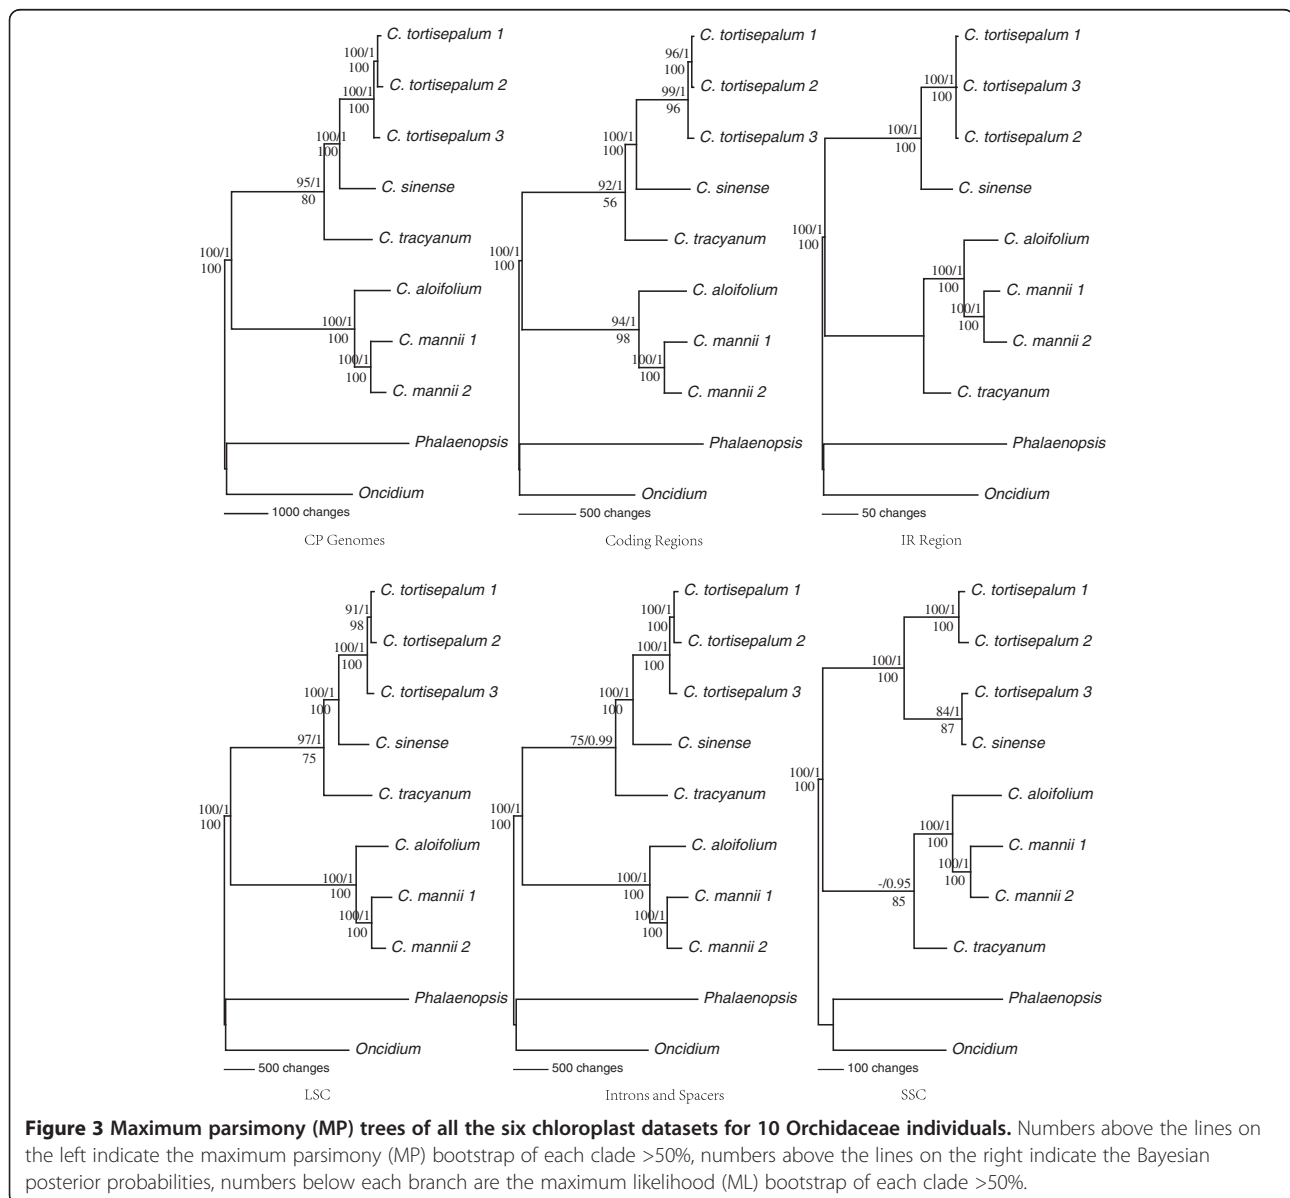 C. tortisepalum 1
100/1
100
C. tortisepalum 2
100/1
100
C. tortisepalum 3
100/1
100
C. sinense
95/1
80
C. tracyanum
100/1
100
C. aloifolium
100/1
100
C. mannii 1
100/1
100
C. mannii 2
Phalaenopsis
Oncidium
1000 changes
CP Genomes
C. tortisepalum 1
96/1
100
C. tortisepalum 2
99/1
96
C. tortisepalum 3
100/1
100
C. sinense
92/1
56
C. tracyanum
100/1
100
C. aloifolium
94/1
98
C. mannii 1
100/1
100
C. mannii 2
Phalaenopsis
Oncidium
500 changes
Coding Regions
C. tortisepalum 1
100/1
100
C. tortisepalum 3
100/1
100
C. tortisepalum 2
C. sinense
100/1
100
C. aloifolium
100/1
100
C. mannii 1
100/1
100
C. mannii 2
C. tracyanum
Phalaenopsis
Oncidium
50 changes
IR Region
C. tortisepalum 1
91/1
98
C. tortisepalum 2
100/1
100
C. tortisepalum 3
100/1
100
C. sinense
97/1
75
C. tracyanum
100/1
100
C. aloifolium
100/1
100
C. mannii 1
100/1
100
C. mannii 2
Phalaenopsis
Oncidium
500 changes
LSC
C. tortisepalum 1
100/1
100
C. tortisepalum 2
100/1
100
C. tortisepalum 3
100/1
100
C. sinense
75/0.99
C. tracyanum
100/1
100
C. aloifolium
100/1
100
C. mannii 1
100/1
100
C. mannii 2
Phalaenopsis
Oncidium
500 changes
Introns and Spacers
C. tortisepalum 1
100/1
100
C. tortisepalum 2
100/1
100
C. tortisepalum 3
84/1
87
C. sinense
100/1
100
C. aloifolium
100/1
100
C. mannii 1
100/1
100
C. mannii 2
-/0.95
85
C. tracyanum
Phalaenopsis
Oncidium
100 changes
SSC
Figure 3 Maximum parsimony (MP) trees of all the six chloroplast datasets for 10 Orchidaceae individuals. Numbers above the lines on
the left indicate the maximum parsimony (MP) bootstrap of each clade >50%, numbers above the lines on the right indicate the Bayesian
posterior probabilities, numbers below each branch are the maximum likelihood (ML) bootstrap of each clade >50%.